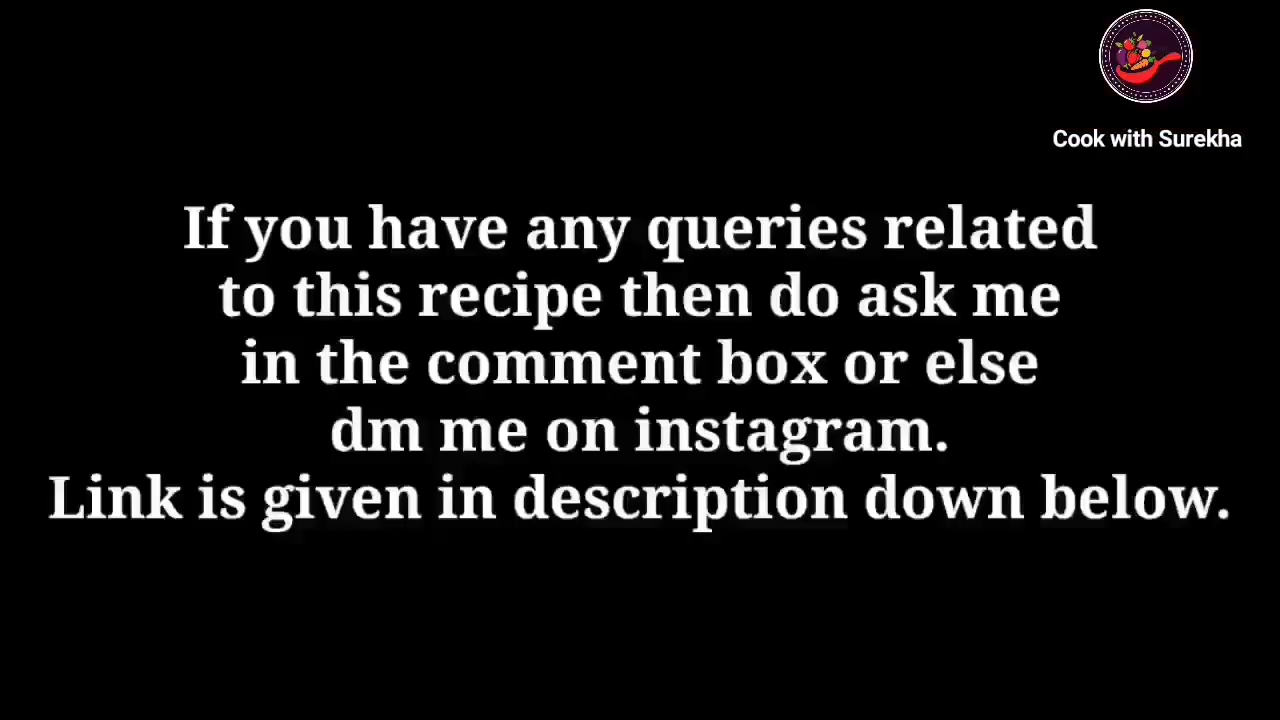 Cook with Surekha
If you have any queries related
to this recipe then do ask me
in the comment box or else
dm me on instagram.
Link is given in description down below.